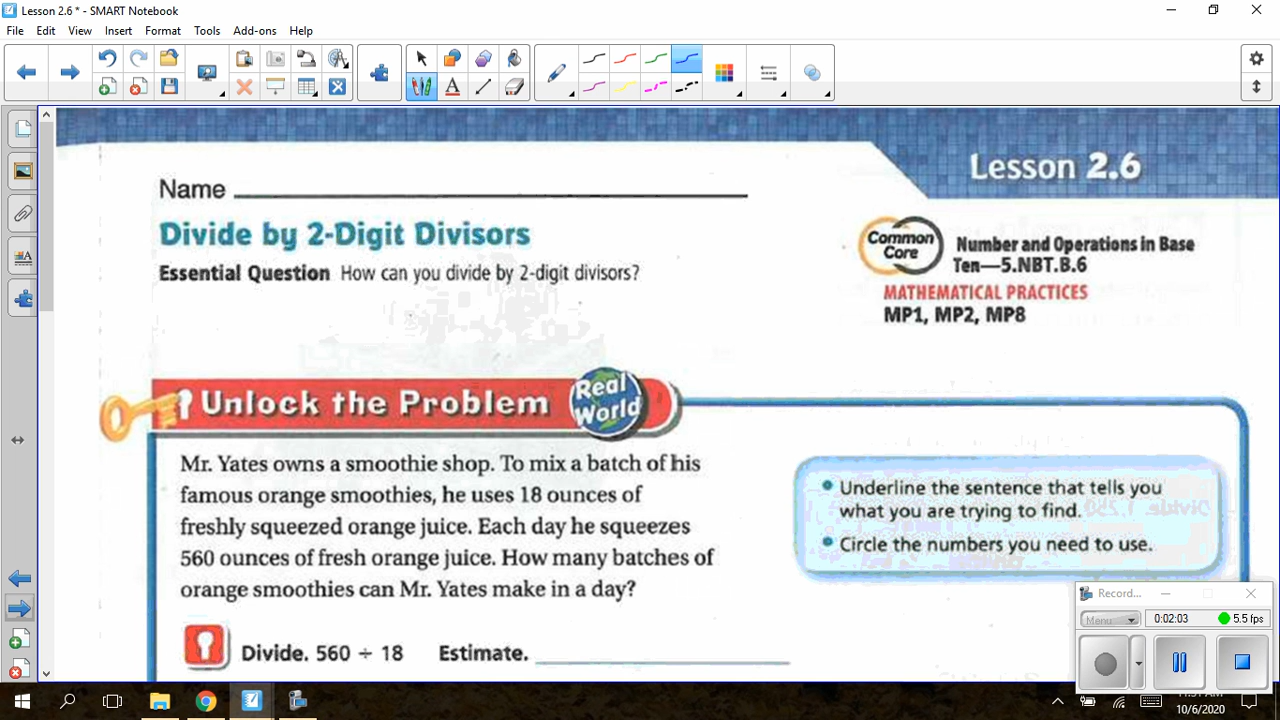 Lesson 2.6 * - SMART Notebook
File Edit View Insert Format Tools Add-ons Help
Lesson 2.6
Name
Divide by 2-Digit Divisors
Essential Question How can you divide by 2-digit divisors?
Common Core
Number and Operations in Base
Ten—5.NBT.B.6
MATHEMATICAL PRACTICES
MP1, MP2, MP8
Unlock the Problem
Real World
Mr. Yates owns a smoothie shop. To mix a batch of his
famous orange smoothies, he uses 18 ounces of
freshly squeezed orange juice. Each day he squeezes
560 ounces of fresh orange juice. How many batches of
orange smoothies can Mr. Yates make in a day?
• Underline the sentence that tells you
what you are trying to find.
• Circle the numbers you need to use.
Divide. 560 ÷ 18 Estimate.
Record...
Menu 0:02:03 5.5 fps
10/6/2020